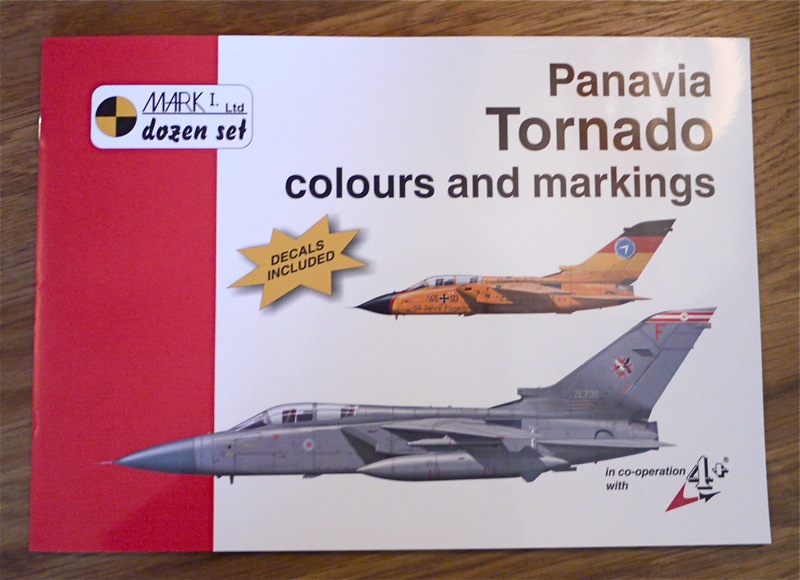 MARK I. Ltd
dozen set
Panavia
Tornado
colours and markings
DECALS
INCLUDED
F
in co-operation
with
4+®